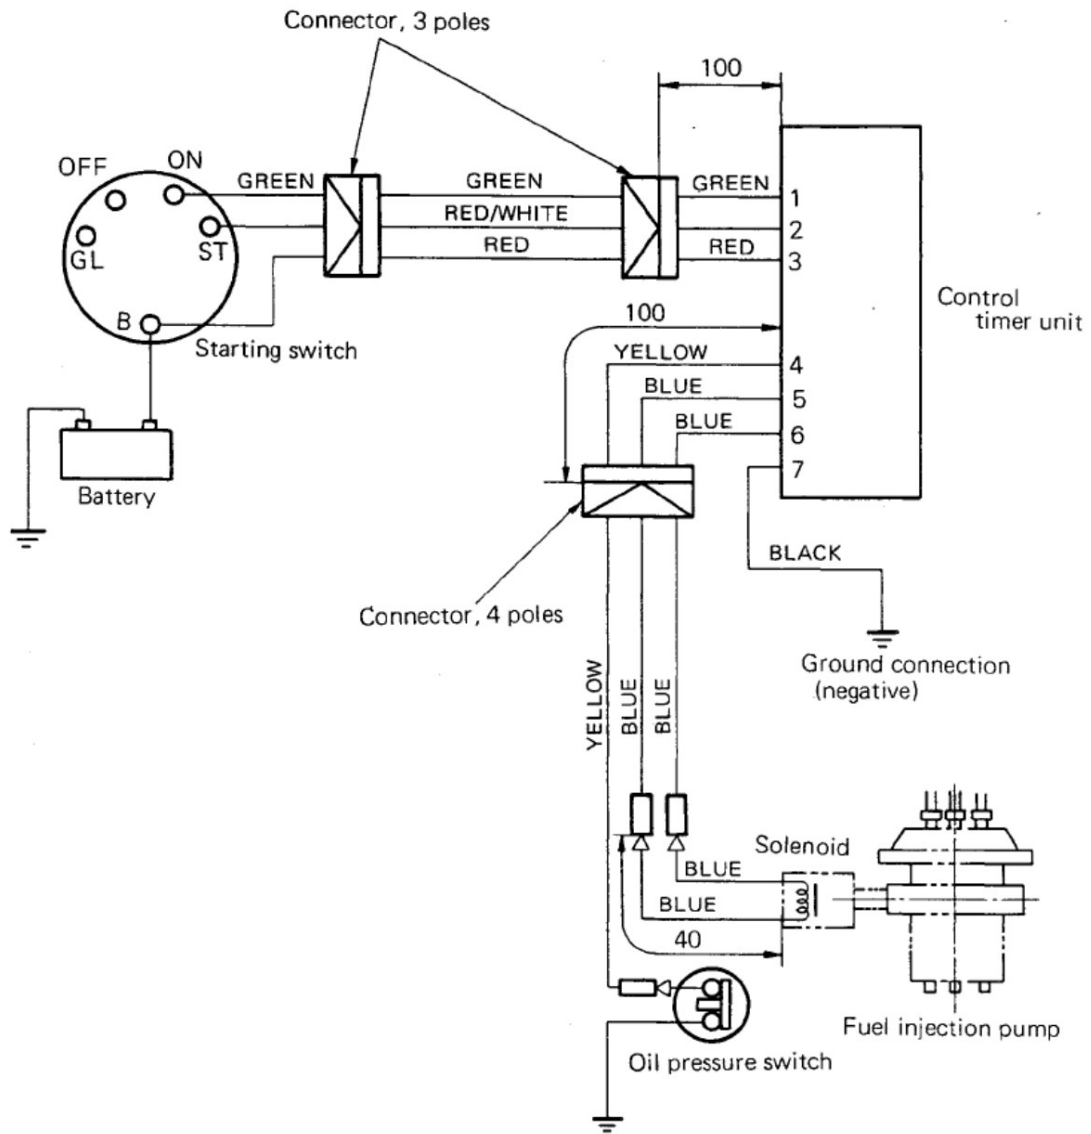 Connector, 3 poles
100
OFF
ON
GREEN
GREEN
GREEN
1
RED/WHITE
2
GL
ST
RED
RED
3
B
Starting switch
Control
timer unit
100
YELLOW
4
BLUE
5
BLUE
6
7
Battery
BLACK
Connector, 4 poles
Ground connection
(negative)
YELLOW
BLUE
BLUE
Solenoid
BLUE
BLUE
40
Fuel injection pump
Oil pressure switch